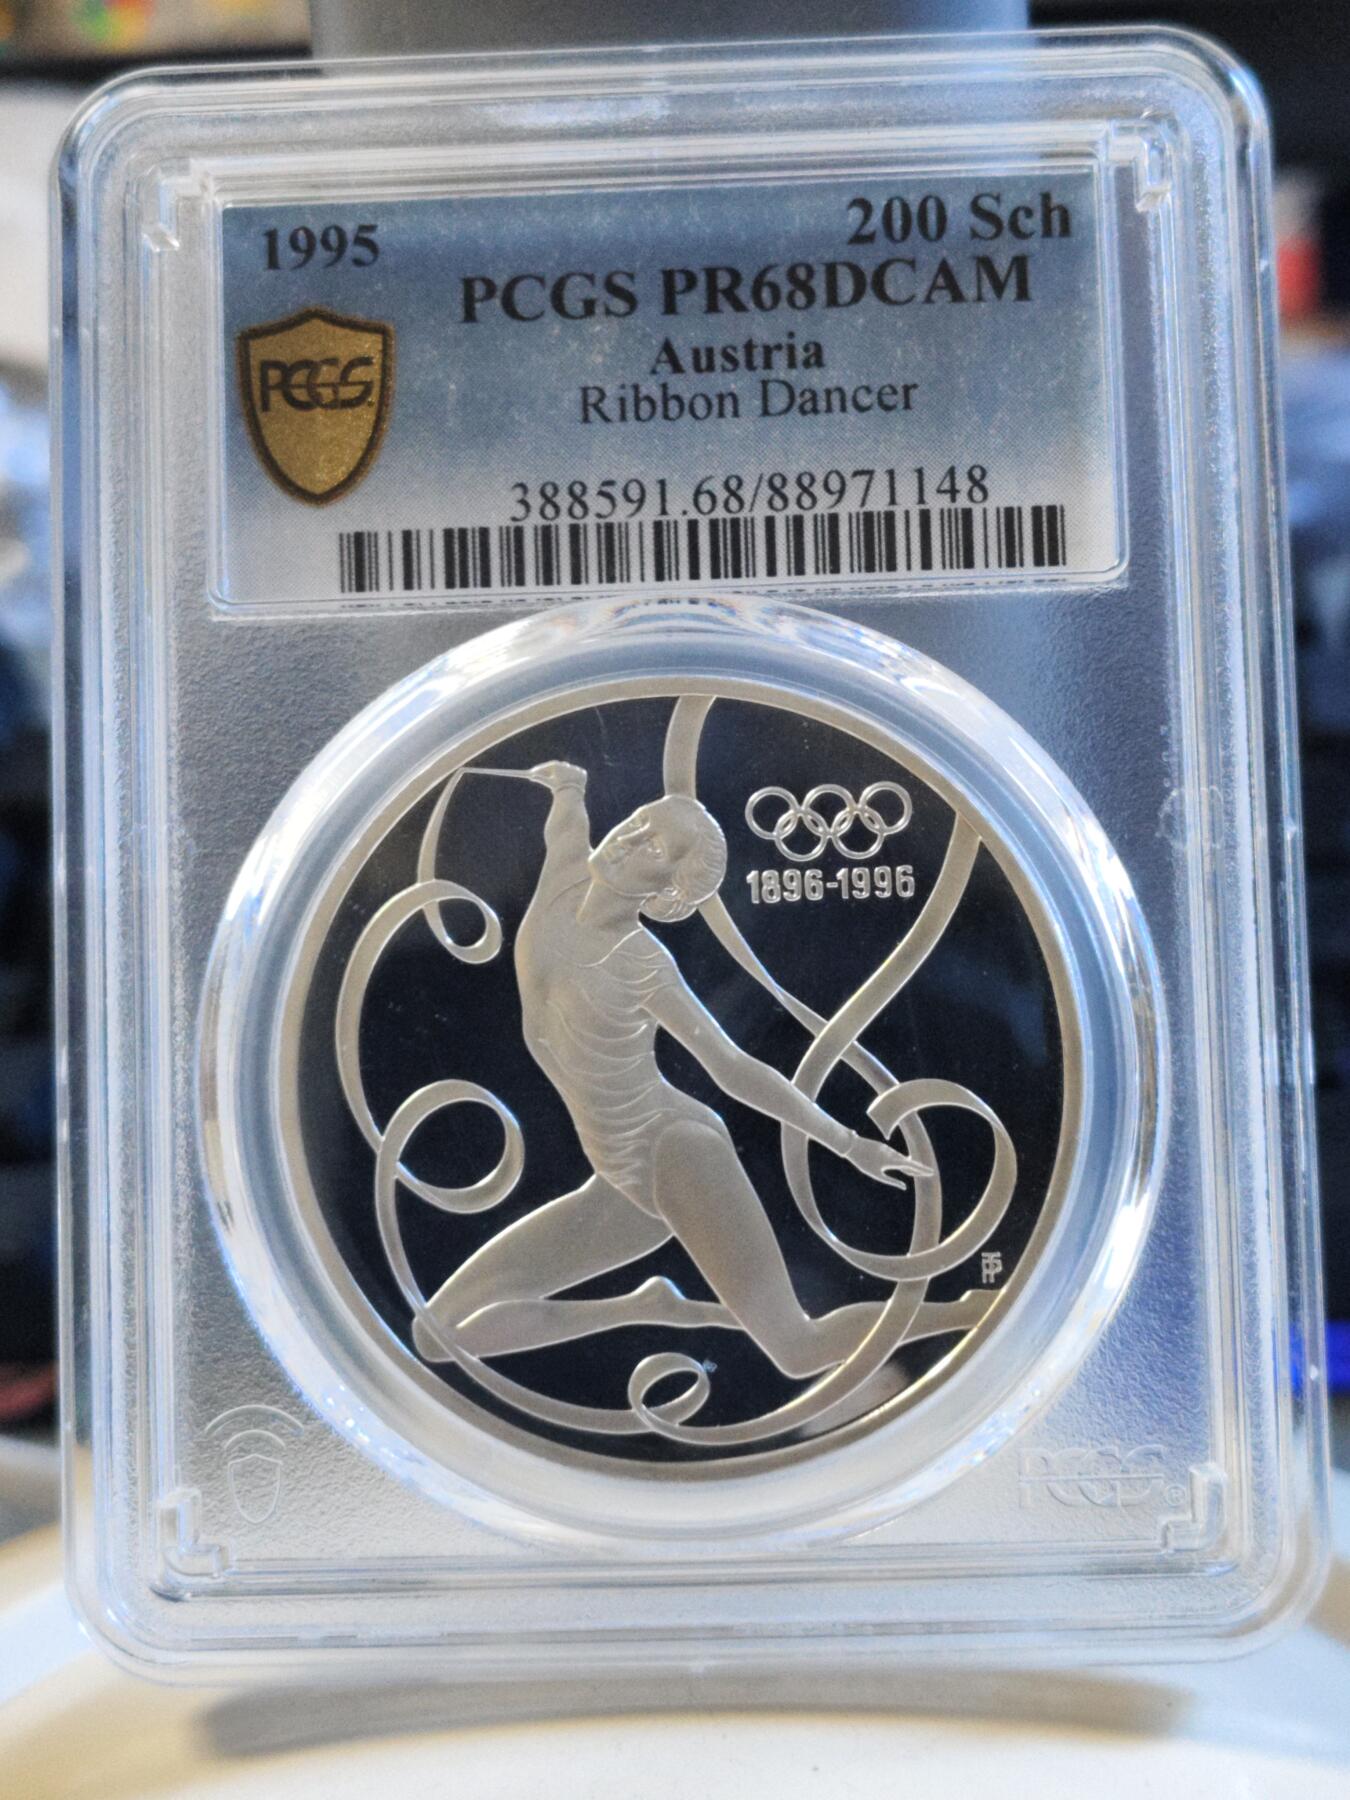 1995
200 Sch
PCGS PR68DCAM
Austria
Ribbon Dancer
PCGS
388591.68/88971148
1896-1996
PCGS®